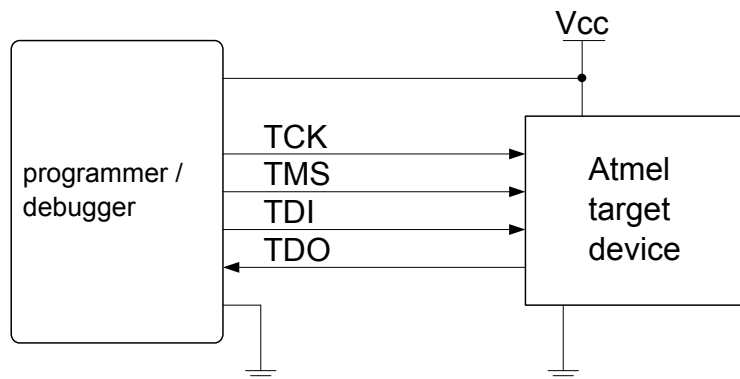 Vcc
TCK
TMS
TDI
TDO
programmer /
debugger
Atmel
target
device